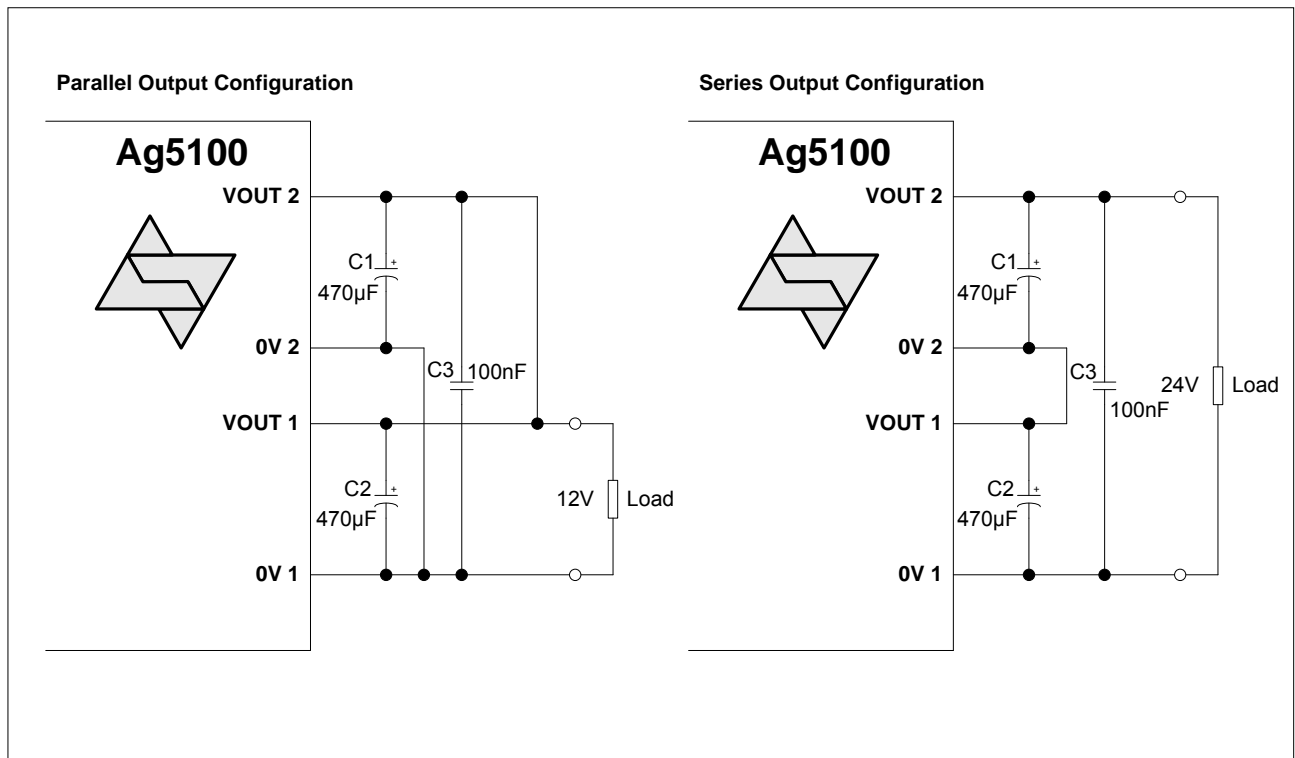 Parallel Output Configuration
Ag5100
VOUT 2
C1
+
470µF
0V 2
C3 100nF
VOUT 1
C2
+
470µF
12V Load
0V 1
Series Output Configuration
Ag5100
VOUT 2
C1
+
470µF
0V 2
C3
100nF
24V Load
VOUT 1
C2
+
470µF
0V 1